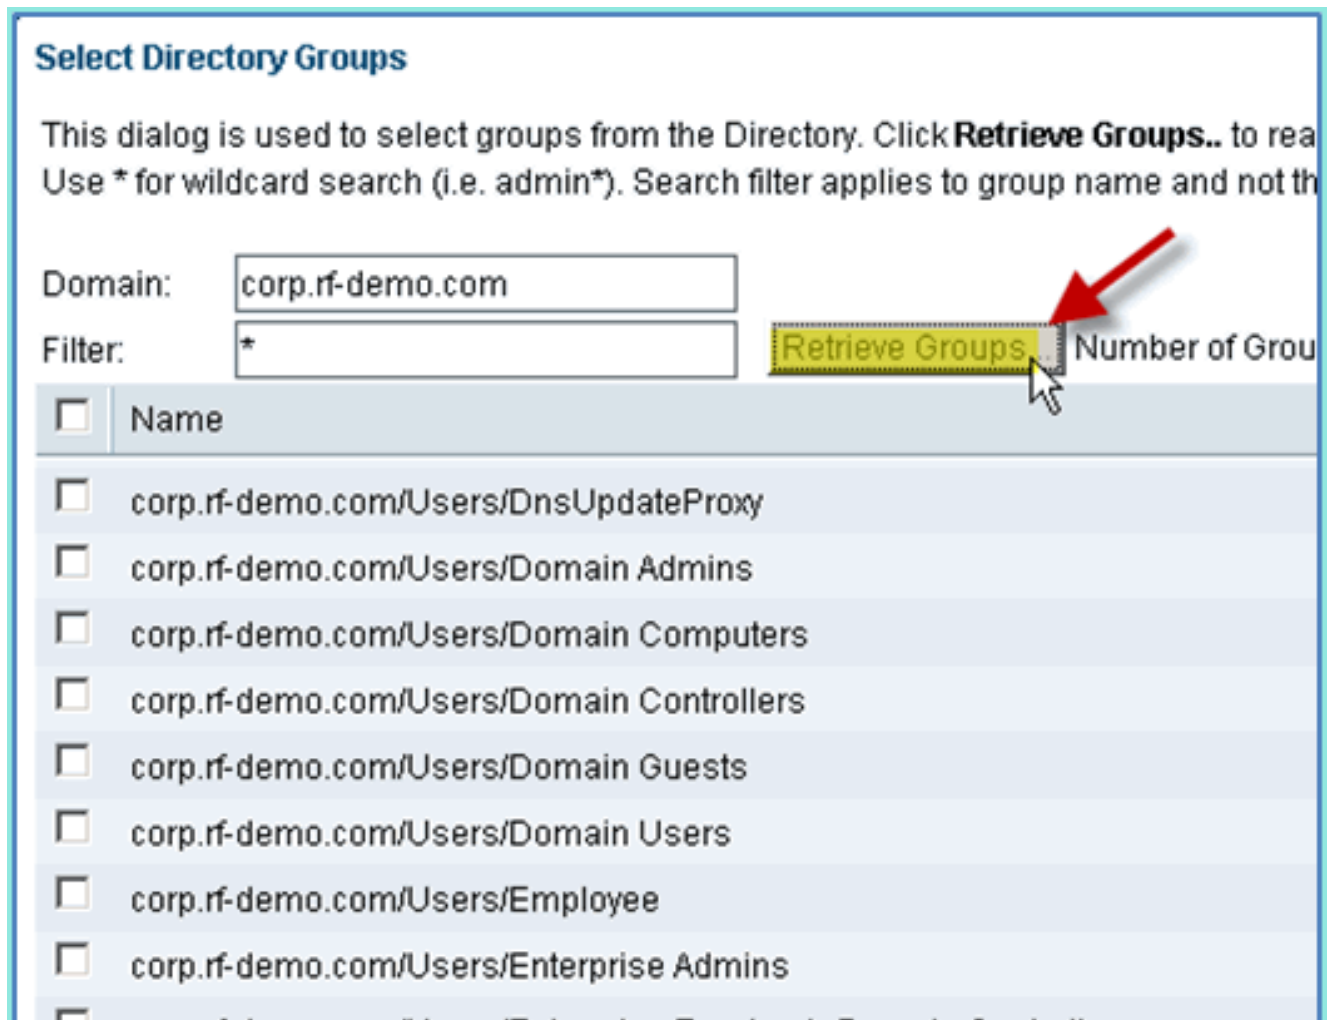 Select Directory Groups
This dialog is used to select groups from the Directory. Click Retrieve Groups.. to rea
Use * for wildcard search (i.e. admin*). Search filter applies to group name and not th
Domain: corp.rf-demo.com
Filter: * Retrieve Groups... Number of Grou
Name
corp.rf-demo.com/Users/DnsUpdateProxy
corp.rf-demo.com/Users/Domain Admins
corp.rf-demo.com/Users/Domain Computers
corp.rf-demo.com/Users/Domain Controllers
corp.rf-demo.com/Users/Domain Guests
corp.rf-demo.com/Users/Domain Users
corp.rf-demo.com/Users/Employee
corp.rf-demo.com/Users/Enterprise Admins